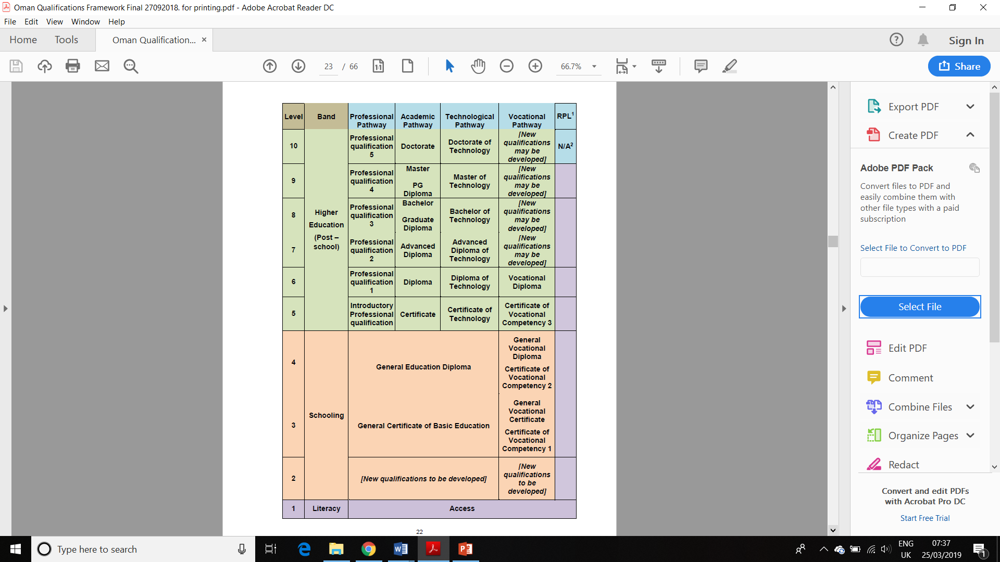 Oman Qualifications Framework Final 27092018. for printing.pdf - Adobe Acrobat Reader DC
File Edit View Window Help
Home Tools Oman Qualification... × Sign In
23 / 66 66.7% Share
Level Band Professional Pathway Academic Pathway Technological Pathway Vocational Pathway RPL1
10 Professional qualification 5 Doctorate Doctorate of Technology [New qualifications may be developed] N/A2
9 Professional qualification 4 Master PG Diploma Master of Technology [New qualifications may be developed]
8 Professional qualification 3 Bachelor Graduate Diploma Bachelor of Technology [New qualifications may be developed]
Higher Education (Post – school)
7 Professional qualification 2 Advanced Diploma Advanced Diploma of Technology [New qualifications may be developed]
6 Professional qualification 1 Diploma Diploma of Technology Vocational Diploma
5 Introductory Professional qualification Certificate Certificate of Technology Certificate of Vocational Competency 3
4 General Education Diploma General Vocational Diploma Certificate of Vocational Competency 2
Schooling
3 General Certificate of Basic Education General Vocational Certificate Certificate of Vocational Competency 1
2 [New qualifications to be developed] [New qualifications to be developed]
1 Literacy Access
22
Export PDF
Create PDF
Adobe PDF Pack
Convert files to PDF and
easily combine them with
other file types with a paid
subscription
Select File to Convert to PDF
Select File
Edit PDF
Comment
Combine Files
Organize Pages
Redact
Convert and edit PDFs
with Acrobat Pro DC
Start Free Trial
Type here to search
ENG
UK
07:37
25/03/2019
1